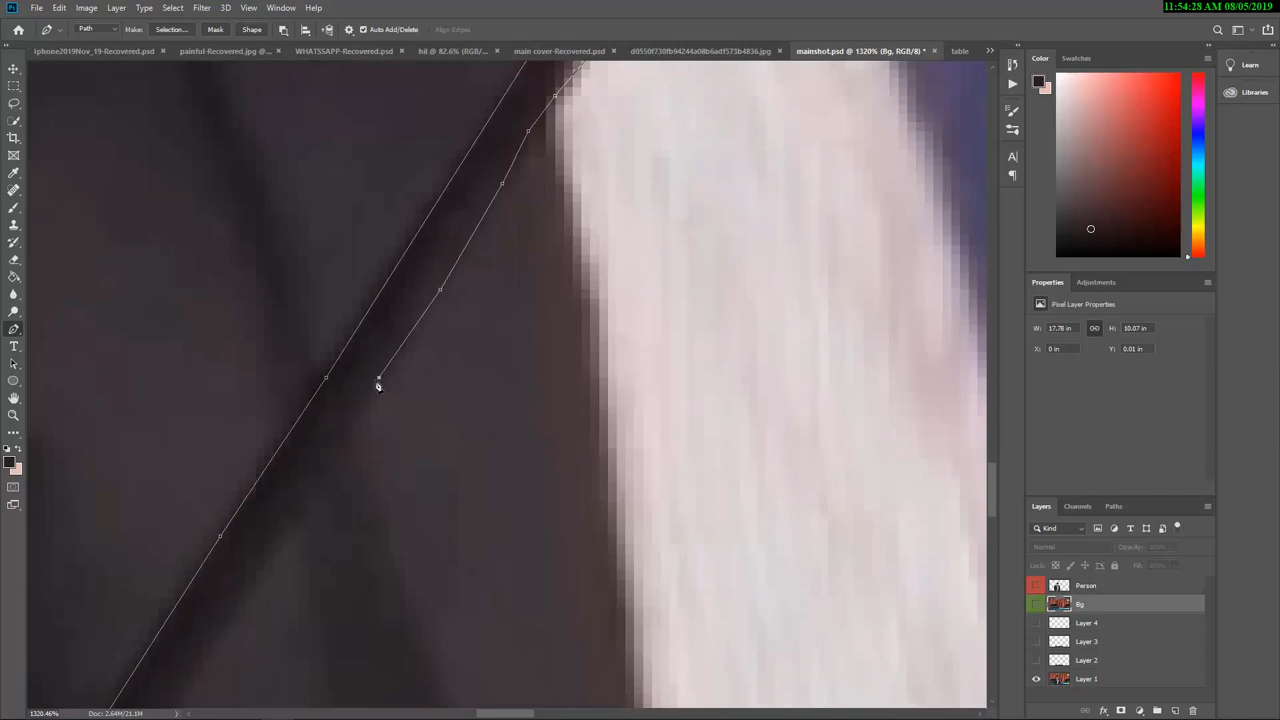 11:54:28 AM 08/05/2019
Ps File Edit Image Layer Type Select Filter 3D View Window Help
Path Make: Selection... Mask Shape Auto Add/Delete Align Edges
Iphone2019Nov_19-Recovered.psd × painful-Recovered.jpg @... × WHATSSAPP-Recovered.psd × hil @ 82.6% (RGB/... × main cover-Recovered.psd × d0550f730fb94244a08b6adf573b4836.jpg × mainshot.psd @ 1320% (Bg, RGB/8) * × table
Color Swatches
Learn
Libraries
Properties Adjustments
Pixel Layer Properties
W: 17.78 in H: 10.07 in
X: 0 in Y: 0.01 in
Layers Channels Paths
Kind
Normal Opacity: 100%
Lock: Fill: 100%
Person
Bg
Layer 4
Layer 3
Layer 2
Layer 1
1320.46% Doc: 2.64M/21.1M